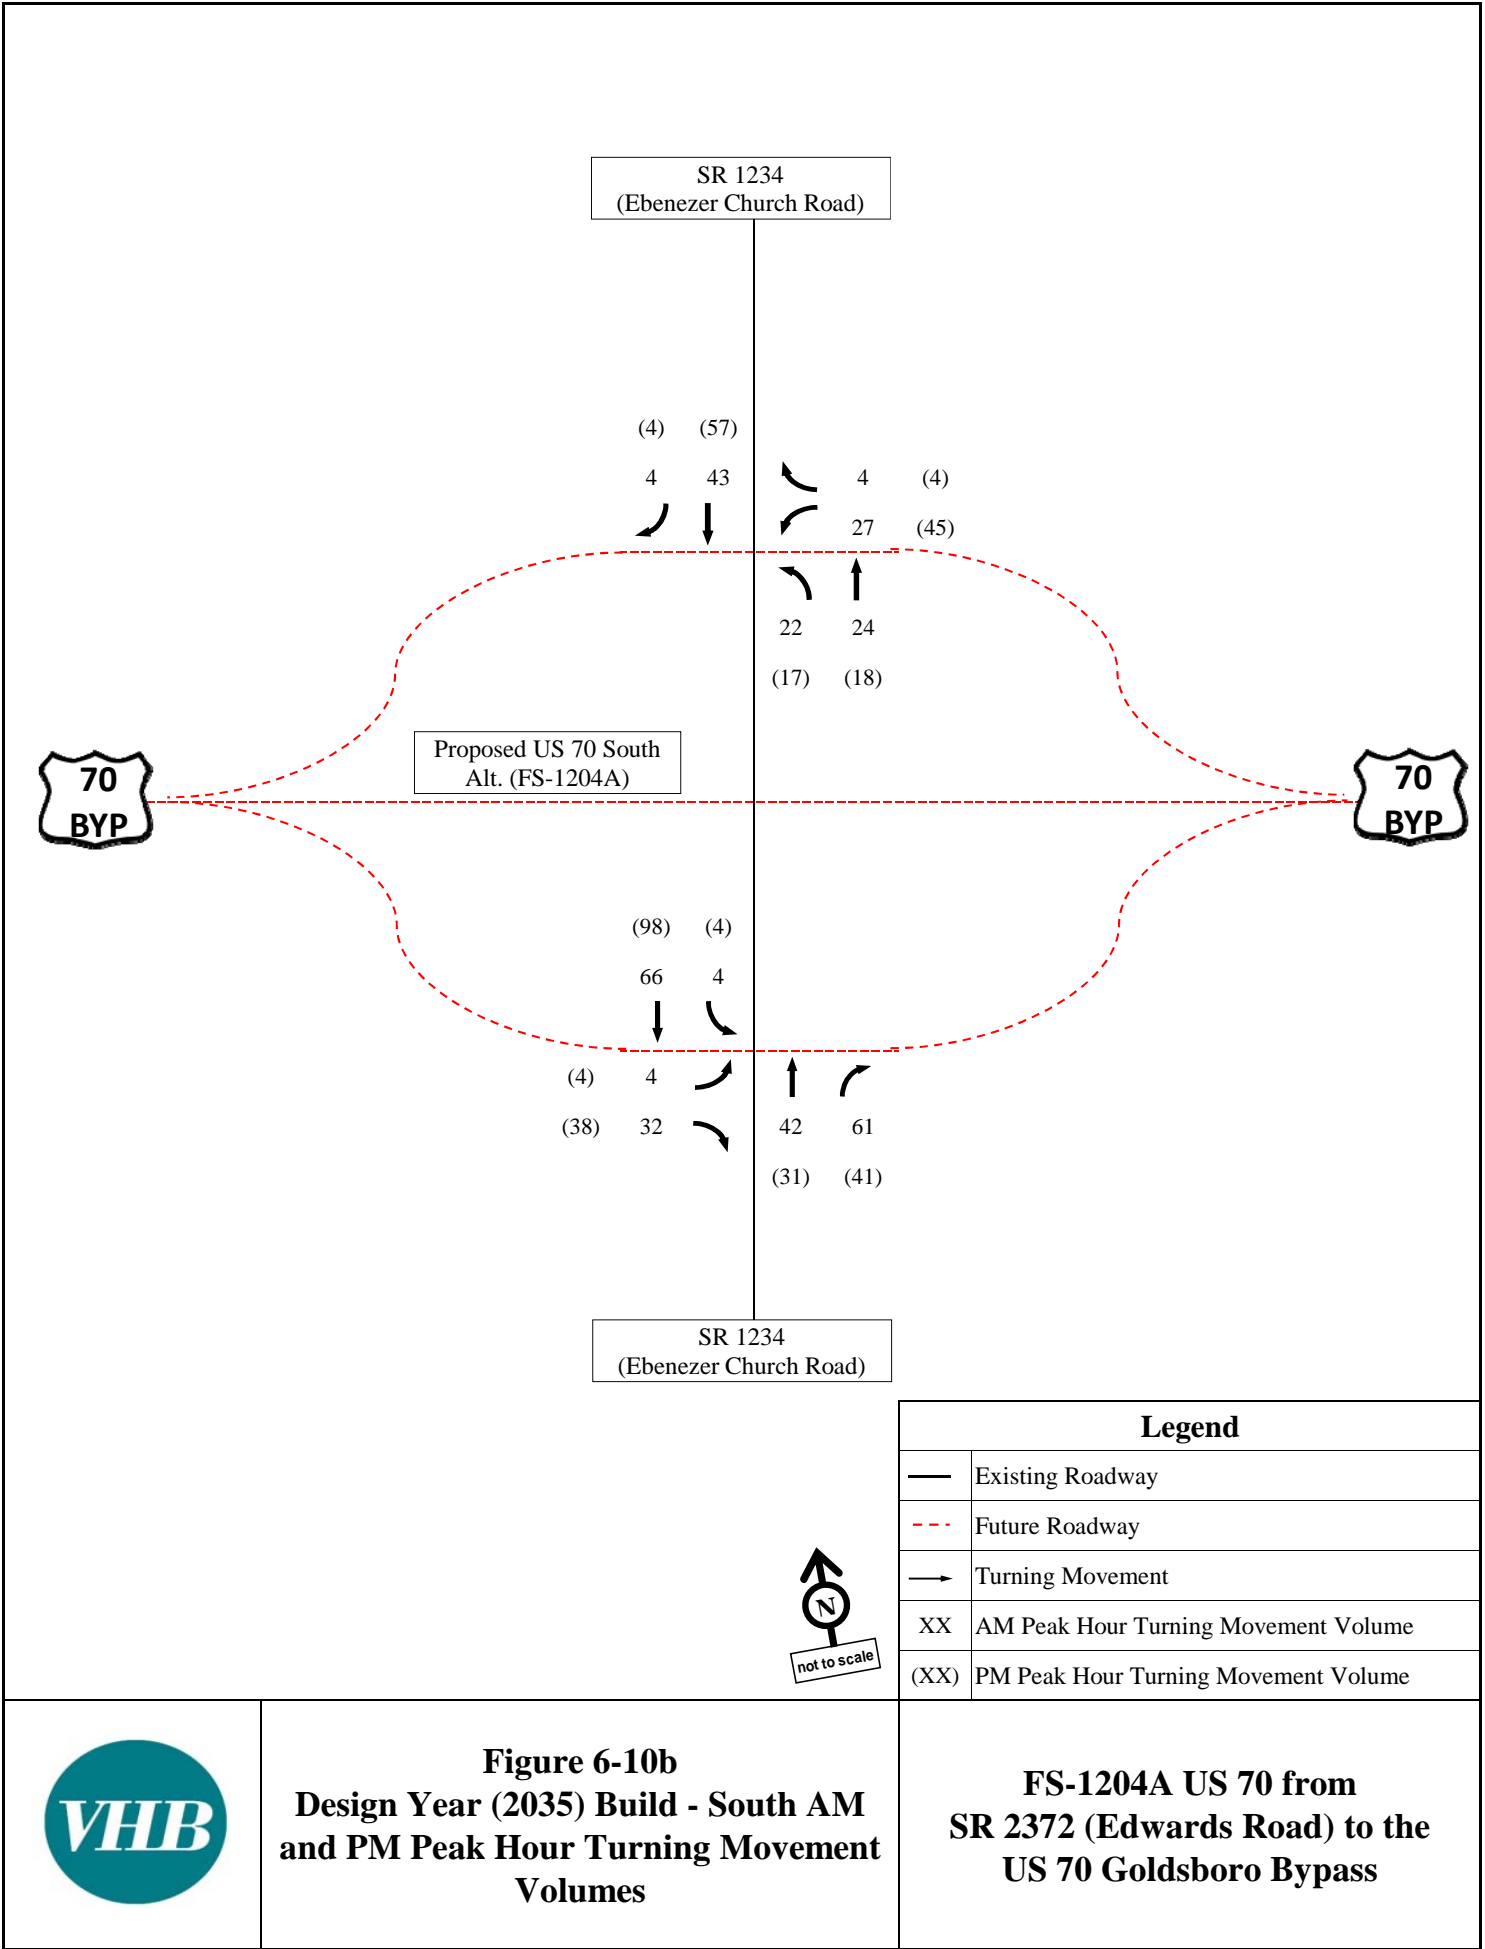 SR 1234
(Ebenezer Church Road)
(4) (57)
4 43
4 (4)
27 (45)
22 24
(17) (18)
Proposed US 70 South
Alt. (FS-1204A)
70
BYP
70
BYP
(98) (4)
66 4
(4) 4
(38) 32
42 61
(31) (41)
SR 1234
(Ebenezer Church Road)
Legend
Existing Roadway
Future Roadway
Turning Movement
XX AM Peak Hour Turning Movement Volume
(XX) PM Peak Hour Turning Movement Volume
N
not to scale
VHB
Figure 6-10b
Design Year (2035) Build - South AM
and PM Peak Hour Turning Movement
Volumes
FS-1204A US 70 from
SR 2372 (Edwards Road) to the
US 70 Goldsboro Bypass